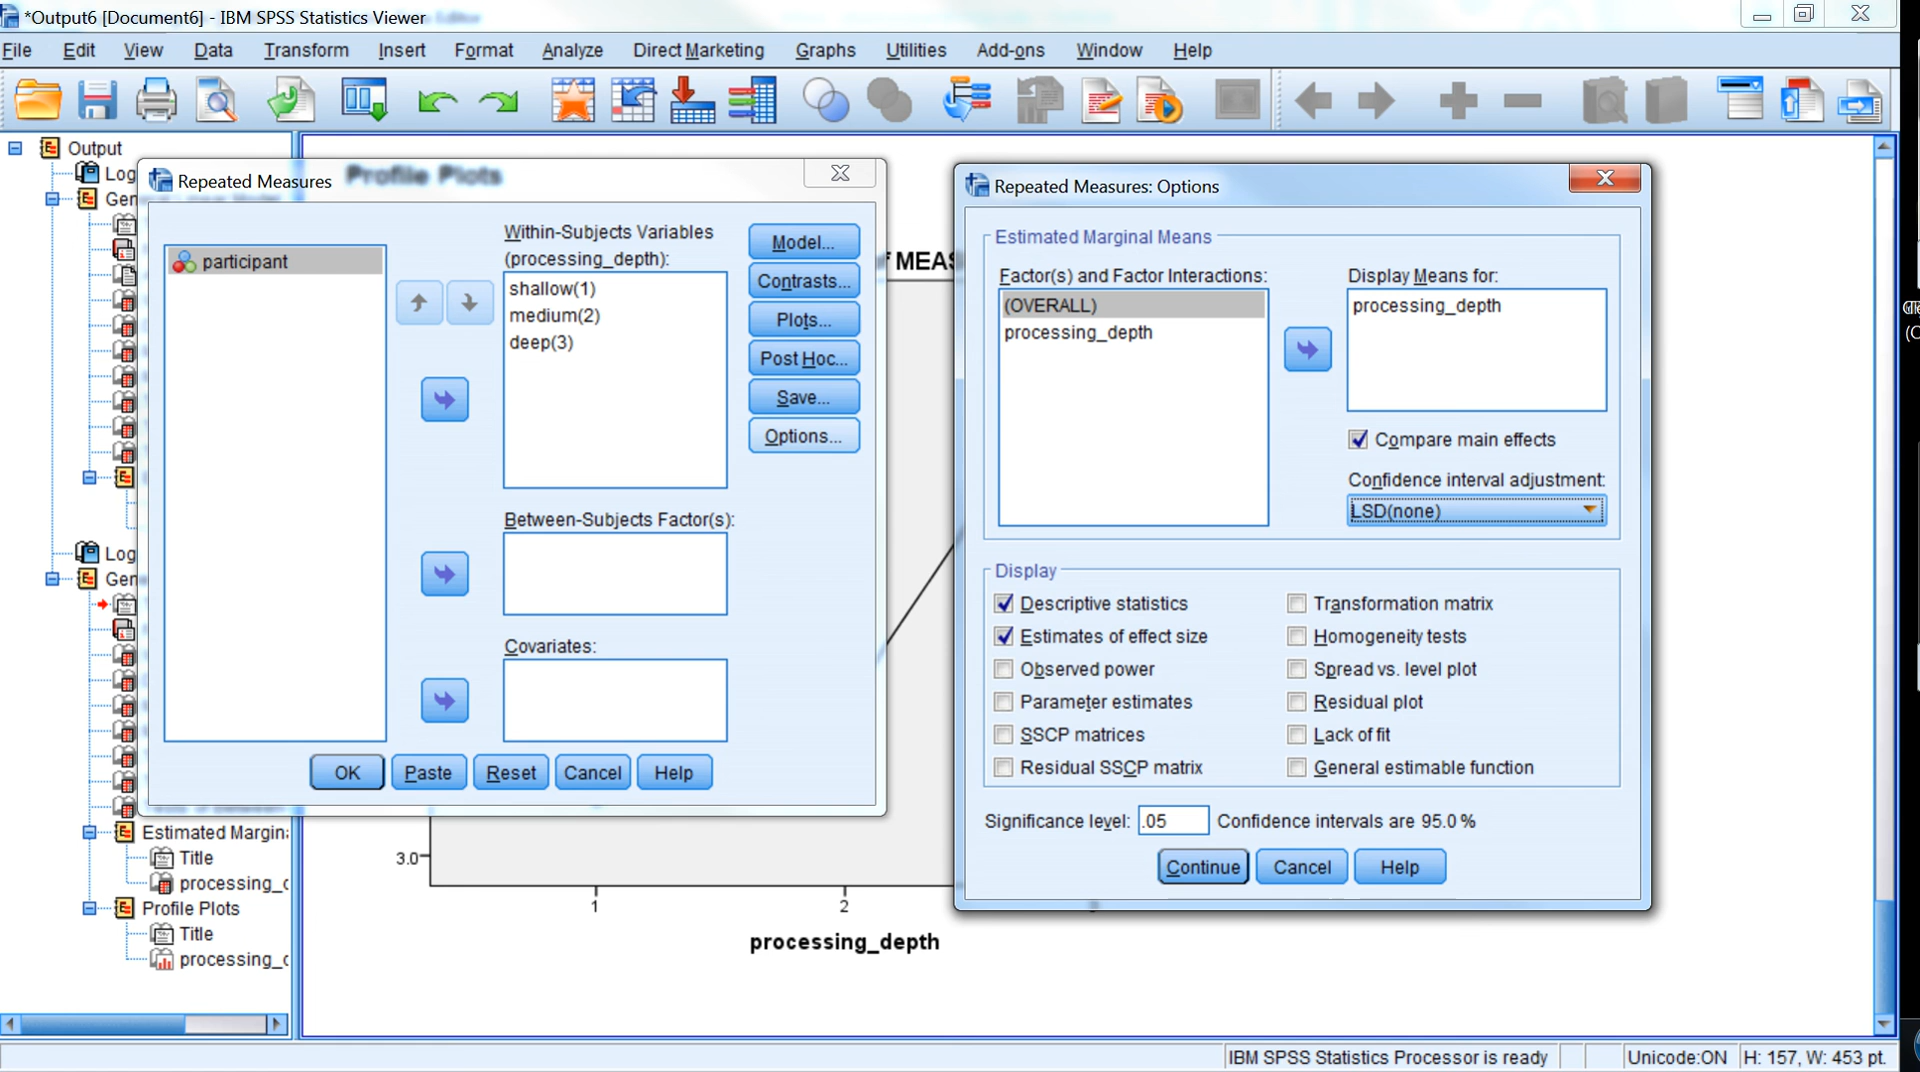 *Output6 [Document6] - IBM SPSS Statistics Viewer
File Edit View Data Transform Insert Format Analyze Direct Marketing Graphs Utilities Add-ons Window Help
Output
Log
Gen
Log
Gen
Estimated Margin
Title
processing_
Profile Plots
Title
processing_
Repeated Measures
Profile Plots
participant
Within-Subjects Variables
(processing_depth):
shallow(1)
medium(2)
deep(3)
Between-Subjects Factor(s):
Covariates:
Model...
Contrasts...
Plots...
Post Hoc...
Save...
Options...
OK Paste Reset Cancel Help
f MEAS
3.0
1 2
processing_depth
Repeated Measures: Options
Estimated Marginal Means
Factor(s) and Factor Interactions:
(OVERALL)
processing_depth
Display Means for:
processing_depth
Compare main effects
Confidence interval adjustment:
LSD(none)
Display
Descriptive statistics Transformation matrix
Estimates of effect size Homogeneity tests
Observed power Spread vs. level plot
Parameter estimates Residual plot
SSCP matrices Lack of fit
Residual SSCP matrix General estimable function
Significance level: .05 Confidence intervals are 95.0 %
Continue Cancel Help
IBM SPSS Statistics Processor is ready Unicode:ON H: 157, W: 453 pt.